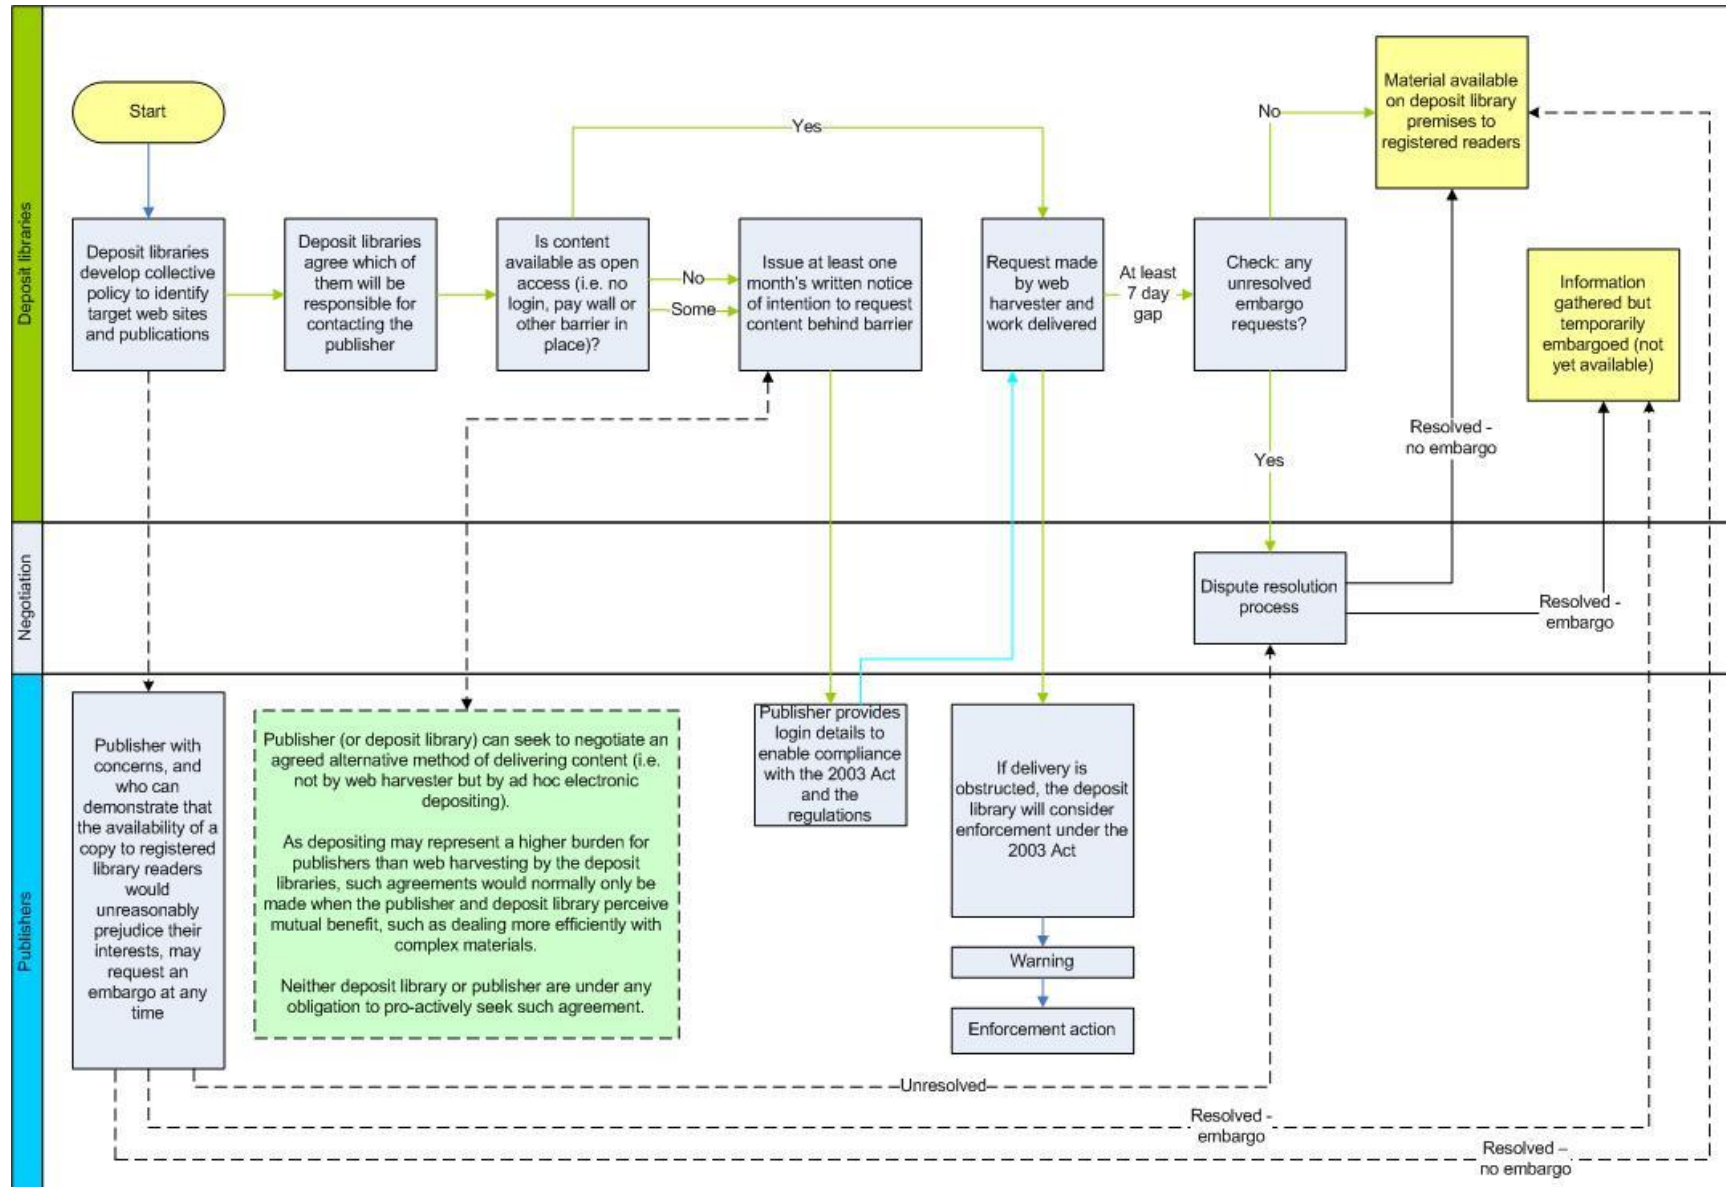 Deposit libraries
Start
Deposit libraries
develop collective
policy to identify
target web sites
and publications
Deposit libraries
agree which of
them will be
responsible for
contacting the
publisher
Is content
available as open
access (i.e. no
login, pay wall or
other barrier in
place)?
Yes
No
Some
Issue at least one
month's written notice
of intention to request
content behind barrier
Request made
by web
harvester and
work delivered
At least
7 day
gap
Check: any
unresolved
embargo
requests?
No
Yes
Material available
on deposit library
premises to
registered readers
Information
gathered but
temporarily
embargoed (not
yet available)
Resolved -
no embargo
Negotiation
Dispute resolution
process
Resolved -
embargo
Publishers
Publisher with
concerns, and
who can
demonstrate that
the availability of a
copy to registered
library readers
would
unreasonably
prejudice their
interests, may
request an
embargo at any
time
Publisher (or deposit library) can seek to negotiate an
agreed alternative method of delivering content (i.e.
not by web harvester but by ad hoc electronic
depositing).
As depositing may represent a higher burden for
publishers than web harvesting by the deposit
libraries, such agreements would normally only be
made when the publisher and deposit library perceive
mutual benefit, such as dealing more efficiently with
complex materials.
Neither deposit library or publisher are under any
obligation to pro-actively seek such agreement.
Publisher provides
login details to
enable compliance
with the 2003 Act
and the
regulations
If delivery is
obstructed, the deposit
library will consider
enforcement under the
2003 Act
Warning
Enforcement action
Unresolved
Resolved -
embargo
Resolved –
no embargo